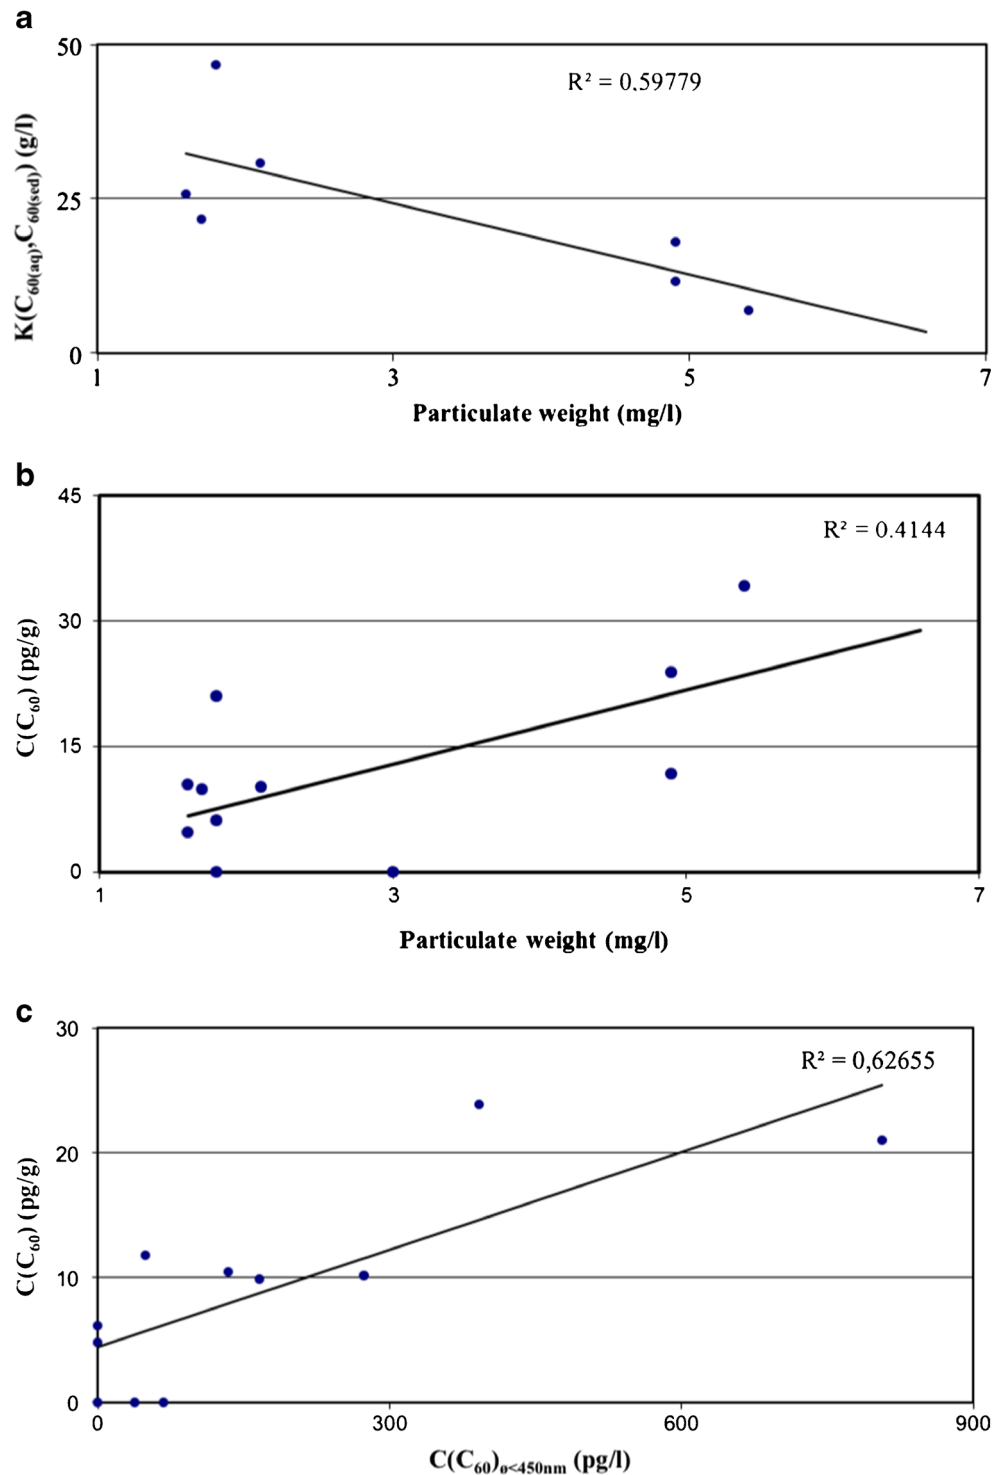 a
50
25
0
K(C60(aq),C60(sed)) (g/l)
R² = 0,59779
1 3 5 7
Particulate weight (mg/l)
b
45
30
15
0
C(C60) (pg/g)
R² = 0.4144
1 3 5 7
Particulate weight (mg/l)
c
30
20
10
0
C(C60) (pg/g)
R² = 0,62655
0 300 600 900
C(C60)ø<450nm (pg/l)